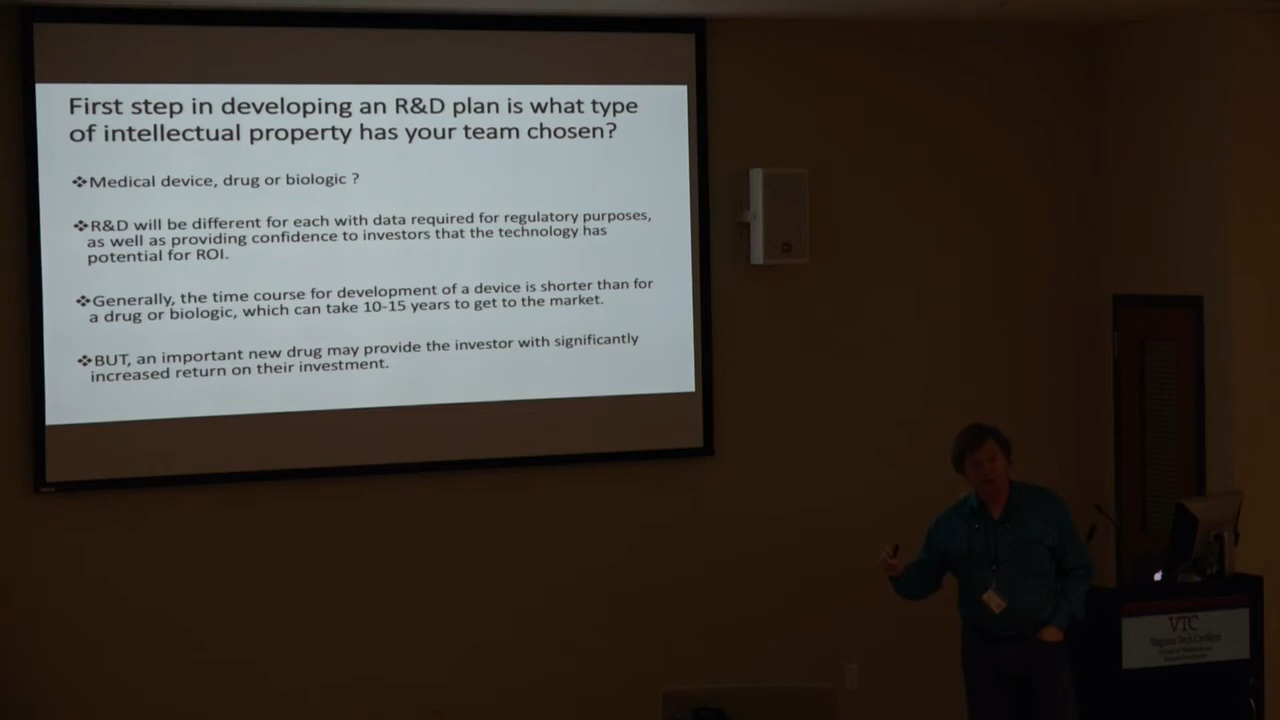 First step in developing an R&D plan is what type
of intellectual property has your team chosen?
❖Medical device, drug or biologic ?
❖R&D will be different for each with data required for regulatory purposes,
as well as providing confidence to investors that the technology has
potential for ROI.
❖Generally, the time course for development of a device is shorter than for
a drug or biologic, which can take 10-15 years to get to the market.
❖BUT, an important new drug may provide the investor with significantly
increased return on their investment.
VTC
Virginia Tech Carilion